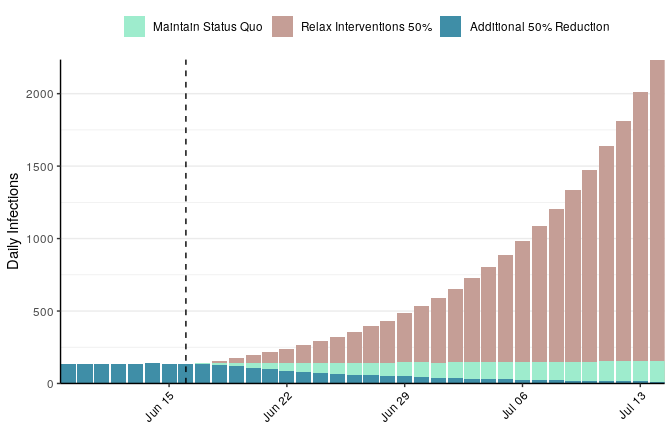 Maintain Status Quo Relax Interventions 50% Additional 50% Reduction
Daily Infections
2000
1500
1000
500
0
Jun 15 Jun 22 Jun 29 Jul 06 Jul 13